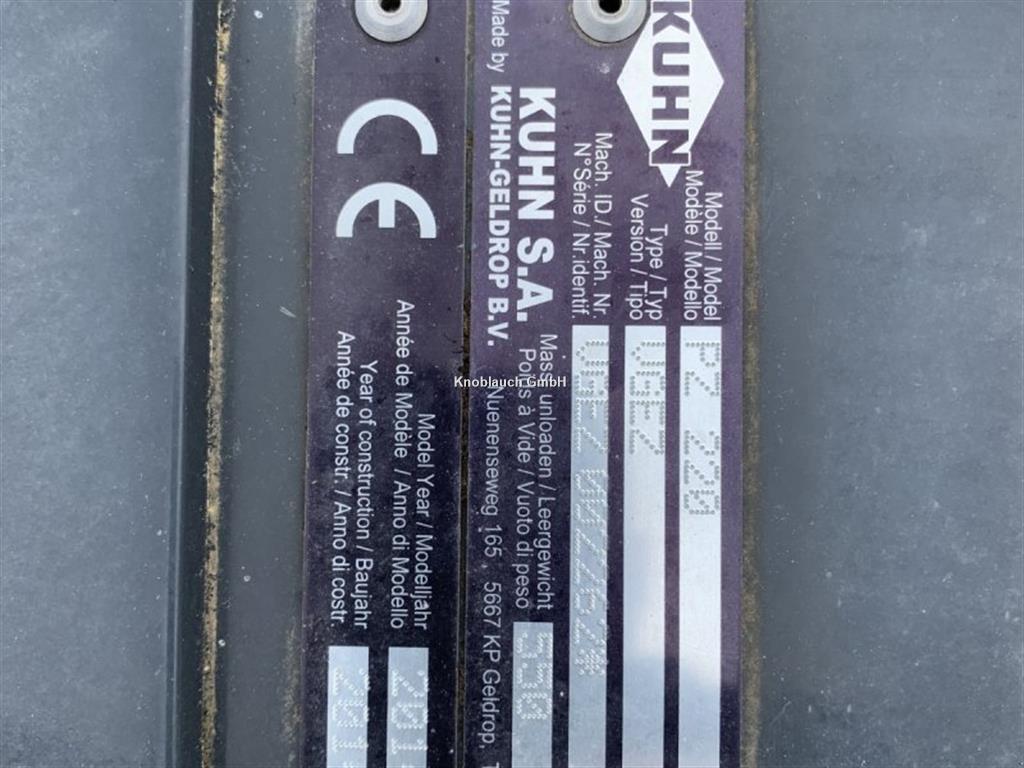 KUHN
Modell / Model
Modèle / Modello
PZ 220
Type / Typ
Version / Tipo
Mach. ID./ Mach. Nr.
N°Série / Nr.identif.
KUHN S.A.
Mass unloaden / Leergewicht
Poids à Vide / Vuoto di peso
550
Made by KUHN-GELDROP B.V.
Nuenenseweg 165 5667 KP Geldrop,
CE
Model Year / Modelljahr
Année de Modèle / Anno di Modello
201
Year of construction / Baujahr
Année de constr. / Anno di costr
201
Knoblauch GmbH